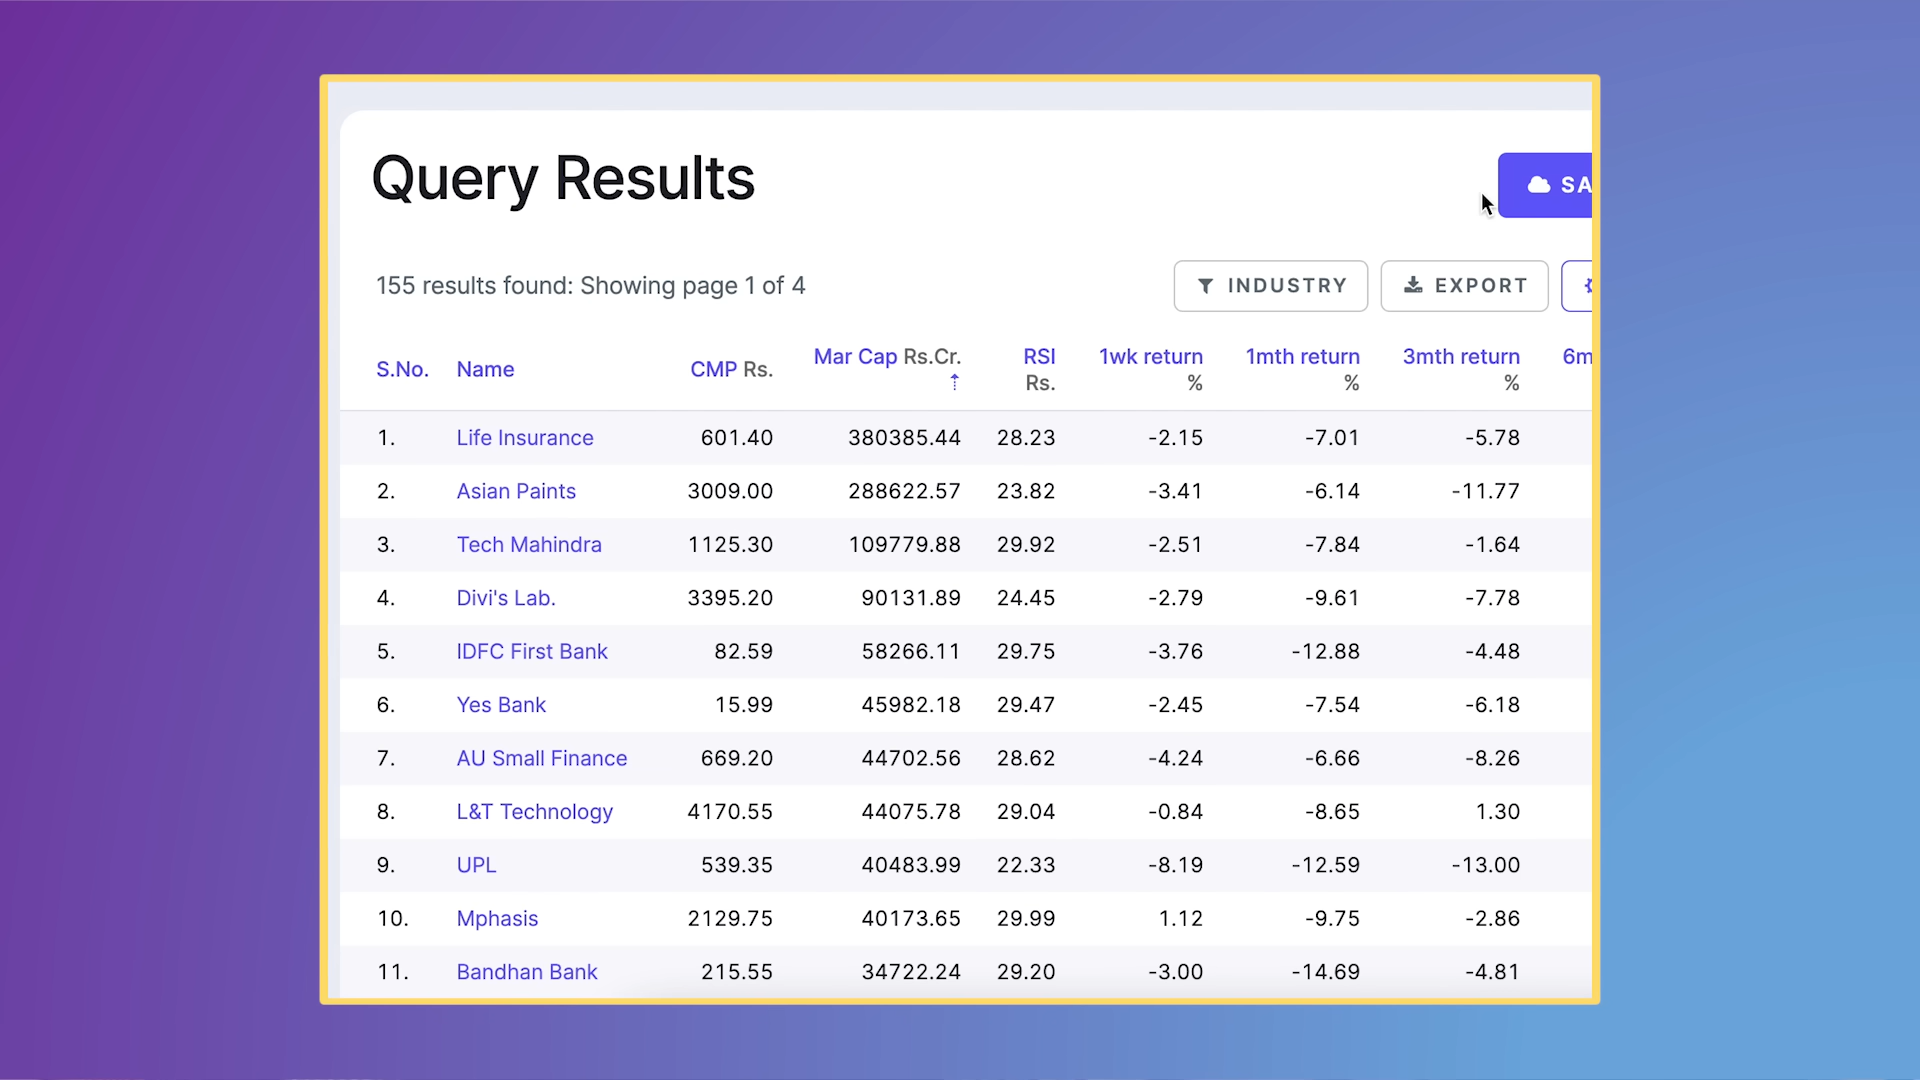 Query Results
SA
155 results found: Showing page 1 of 4
INDUSTRY EXPORT
S.No. Name CMP Rs. Mar Cap Rs.Cr. ⇡ RSI Rs. 1wk return % 1mth return % 3mth return % 6m
1. Life Insurance 601.40 380385.44 28.23 -2.15 -7.01 -5.78
2. Asian Paints 3009.00 288622.57 23.82 -3.41 -6.14 -11.77
3. Tech Mahindra 1125.30 109779.88 29.92 -2.51 -7.84 -1.64
4. Divi's Lab. 3395.20 90131.89 24.45 -2.79 -9.61 -7.78
5. IDFC First Bank 82.59 58266.11 29.75 -3.76 -12.88 -4.48
6. Yes Bank 15.99 45982.18 29.47 -2.45 -7.54 -6.18
7. AU Small Finance 669.20 44702.56 28.62 -4.24 -6.66 -8.26
8. L&T Technology 4170.55 44075.78 29.04 -0.84 -8.65 1.30
9. UPL 539.35 40483.99 22.33 -8.19 -12.59 -13.00
10. Mphasis 2129.75 40173.65 29.99 1.12 -9.75 -2.86
11. Bandhan Bank 215.55 34722.24 29.20 -3.00 -14.69 -4.81